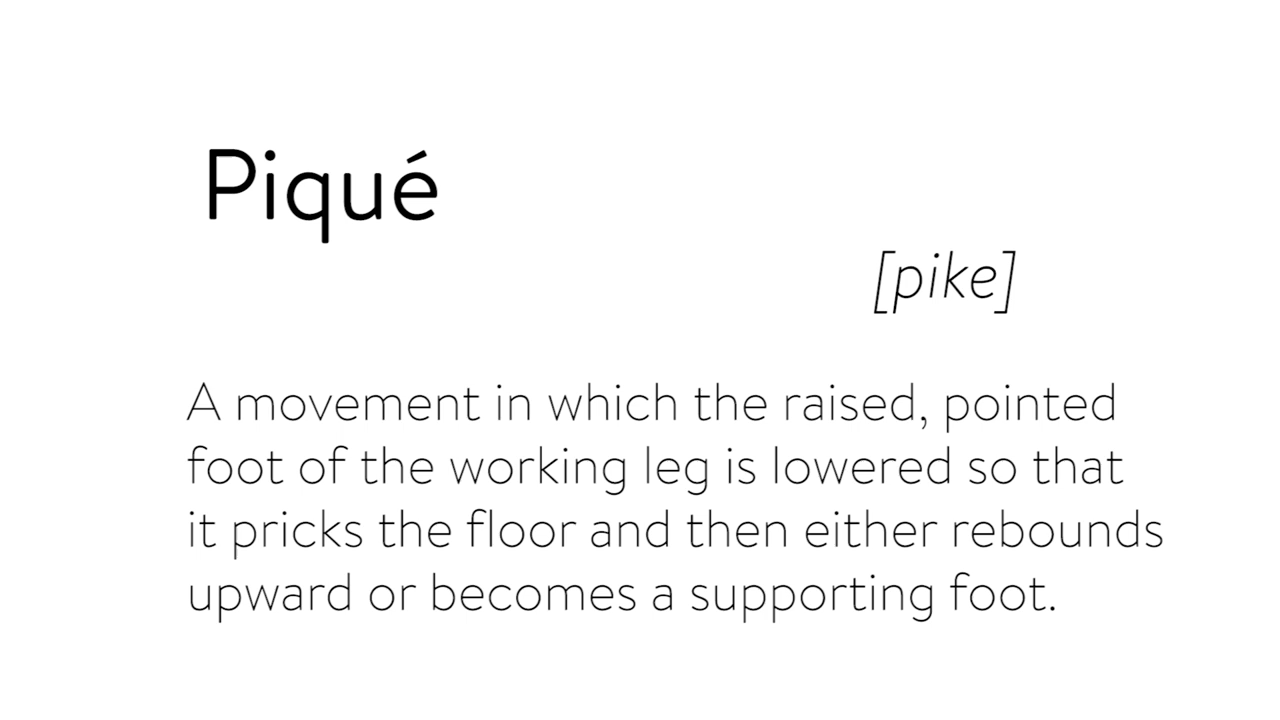 Piqué
[pike]
A movement in which the raised, pointed
foot of the working leg is lowered so that
it pricks the floor and then either rebounds
upward or becomes a supporting foot.